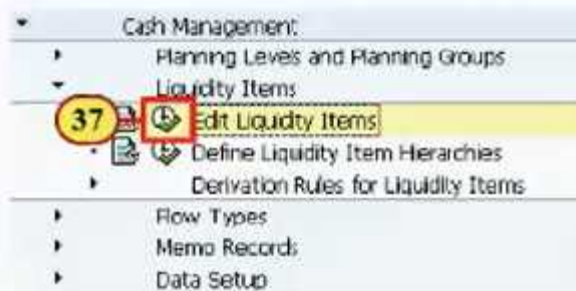 Cash Management
Planning Levels and Planning Groups
Liquidity Items
37 Edit Liquidity Items
Define Liquidity Item Hierarchies
Derivation Rules for Liquidity Items
Flow Types
Memo Records
Data Setup